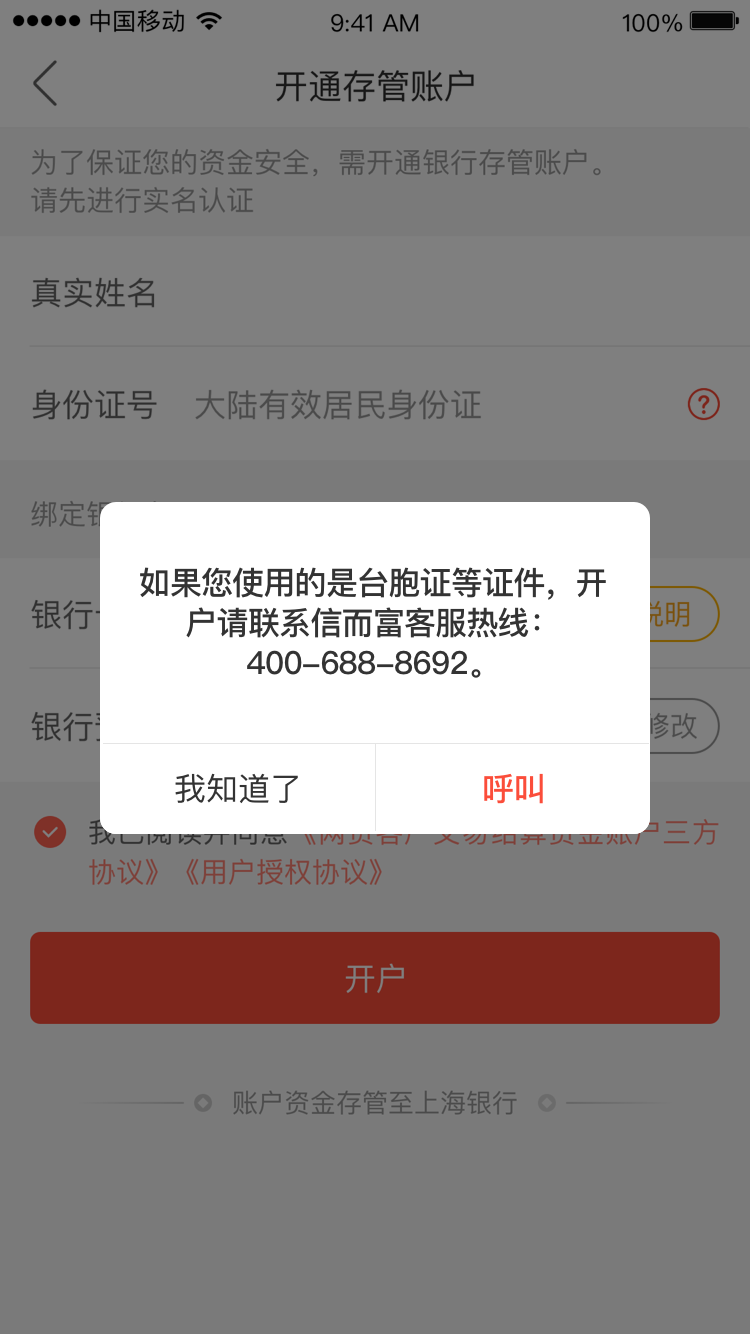 中国移动
9:41 AM
100%
开通存管账户
为了保证您的资金安全，需开通银行存管账户。
请先进行实名认证
真实姓名
身份证号 大陆有效居民身份证
?
绑定银
如果您使用的是台胞证等证件，开
户请联系信而富客服热线：
400-688-8692。
银行
说明
银行
修改
我知道了
呼叫
我已阅读并同意《网贷客户交易结算资金账户三方
协议》《用户授权协议》
开户
账户资金存管至上海银行